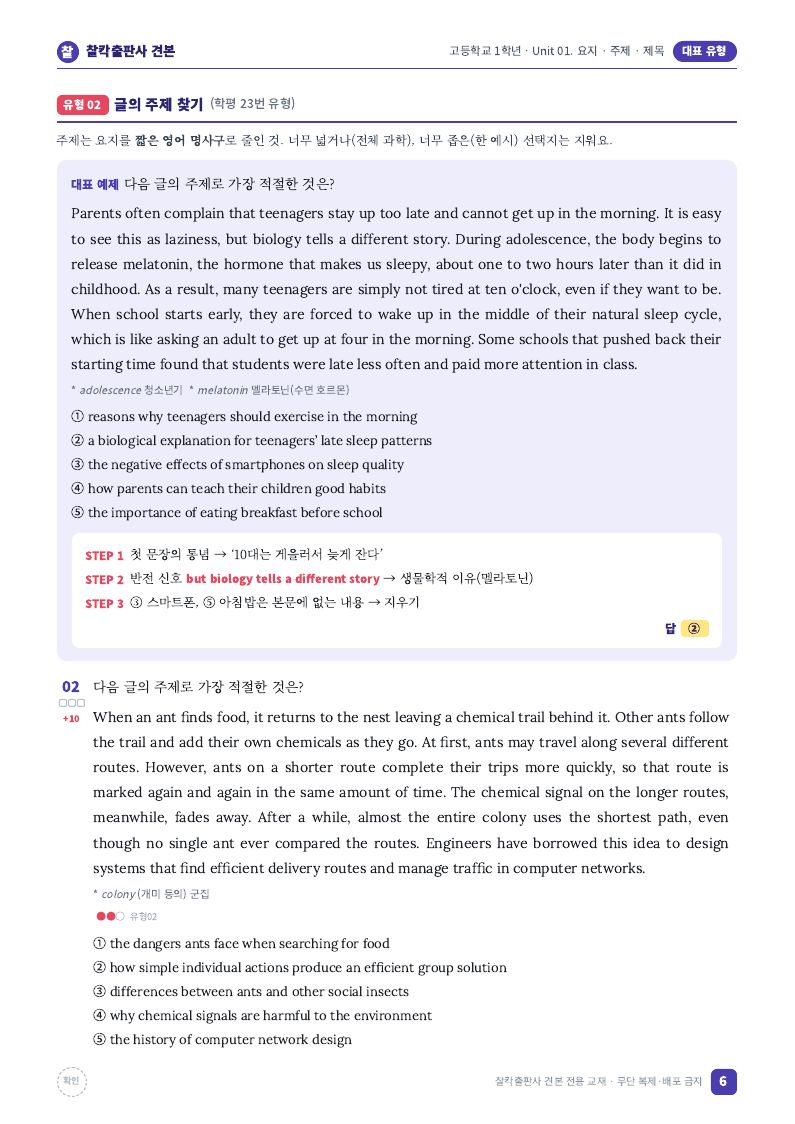 찰 찰칵출판사 견본
고등학교 1학년 · Unit 01. 요지 · 주제 · 제목 대표 유형
유형 02 글의 주제 찾기 (학평 23번 유형)
주제는 요지를 짧은 영어 명사구로 줄인 것. 너무 넓거나(전체 과학), 너무 좁은(한 예시) 선택지는 지워요.
대표 예제 다음 글의 주제로 가장 적절한 것은?
Parents often complain that teenagers stay up too late and cannot get up in the morning. It is easy
to see this as laziness, but biology tells a different story. During adolescence, the body begins to
release melatonin, the hormone that makes us sleepy, about one to two hours later than it did in
childhood. As a result, many teenagers are simply not tired at ten o'clock, even if they want to be.
When school starts early, they are forced to wake up in the middle of their natural sleep cycle,
which is like asking an adult to get up at four in the morning. Some schools that pushed back their
starting time found that students were late less often and paid more attention in class.
* adolescence 청소년기 * melatonin 멜라토닌(수면 호르몬)
① reasons why teenagers should exercise in the morning
② a biological explanation for teenagers’ late sleep patterns
③ the negative effects of smartphones on sleep quality
④ how parents can teach their children good habits
⑤ the importance of eating breakfast before school
STEP 1 첫 문장의 통념 → ‘10대는 게을러서 늦게 잔다’
STEP 2 반전 신호 but biology tells a different story → 생물학적 이유(멜라토닌)
STEP 3 ③ 스마트폰, ⑤ 아침밥은 본문에 없는 내용 → 지우기
답 ②
02 다음 글의 주제로 가장 적절한 것은?
+10
When an ant finds food, it returns to the nest leaving a chemical trail behind it. Other ants follow
the trail and add their own chemicals as they go. At first, ants may travel along several different
routes. However, ants on a shorter route complete their trips more quickly, so that route is
marked again and again in the same amount of time. The chemical signal on the longer routes,
meanwhile, fades away. After a while, almost the entire colony uses the shortest path, even
though no single ant ever compared the routes. Engineers have borrowed this idea to design
systems that find efficient delivery routes and manage traffic in computer networks.
* colony (개미 등의) 군집
유형02
① the dangers ants face when searching for food
② how simple individual actions produce an efficient group solution
③ differences between ants and other social insects
④ why chemical signals are harmful to the environment
⑤ the history of computer network design
확인
찰칵출판사 견본 전용 교재 · 무단 복제·배포 금지 6